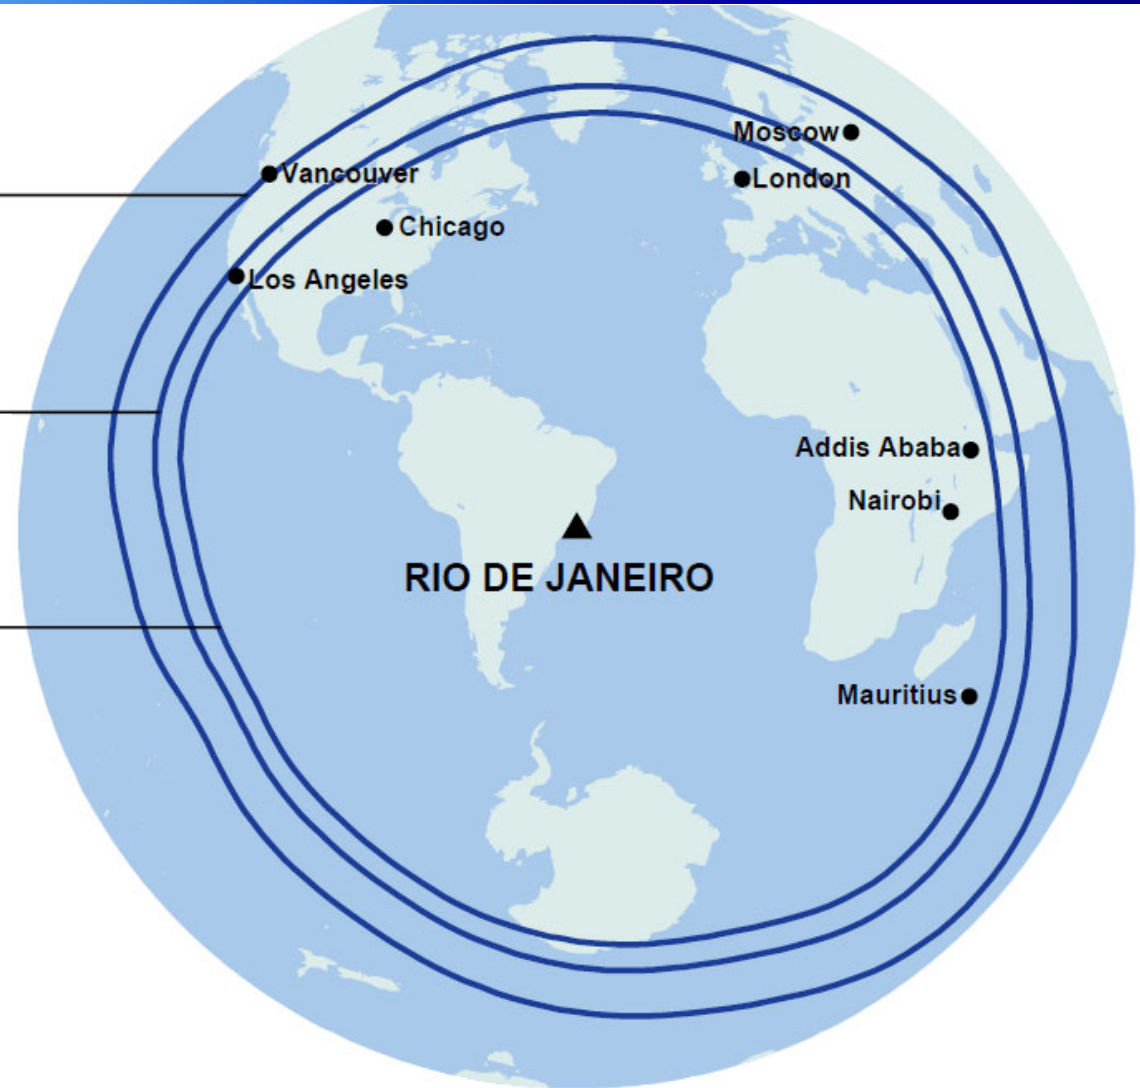 Moscow
Vancouver
London
Chicago
Los Angeles
Addis Ababa
Nairobi
RIO DE JANEIRO
Mauritius